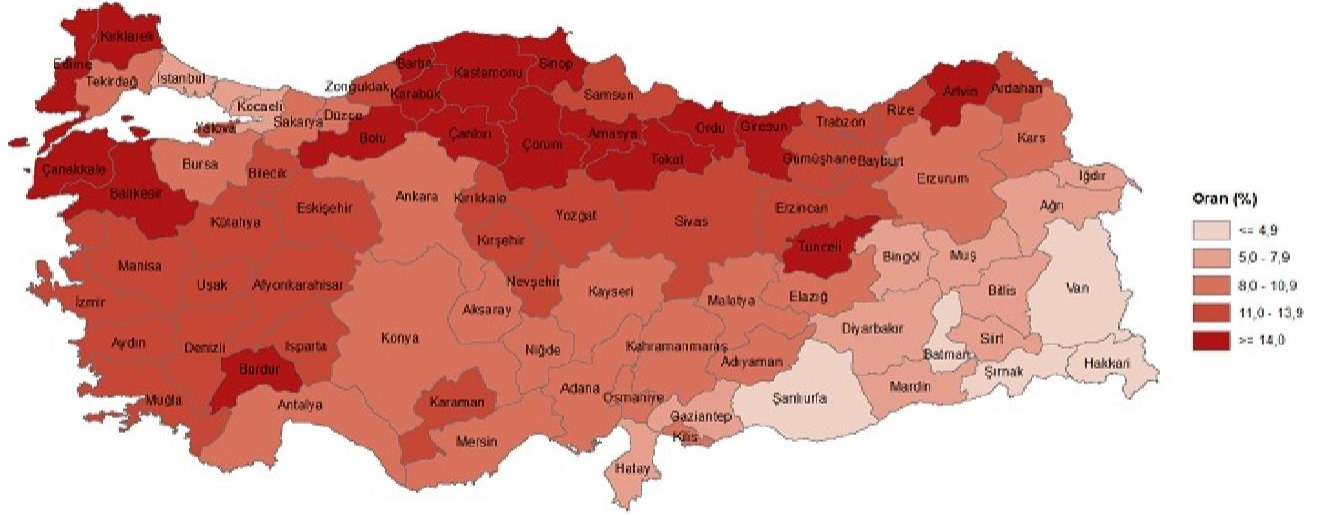 Kırklareli
Edirne
Tekirdağ
İstanbul
Kocaeli
Yalova
Sakarya
Düzce
Zonguldak
Bartın
Karabük
Kastamonu
Sinop
Samsun
Bolu
Çankırı
Çorum
Amasya
Tokat
Ordu
Giresun
Trabzon
Rize
Artvin
Ardahan
Gümüşhane
Bayburt
Kars
Erzurum
Iğdır
Ağrı
Çanakkale
Balıkesir
Bursa
Bilecik
Kütahya
Eskişehir
Ankara
Kırıkkale
Yozgat
Sivas
Erzincan
Tunceli
Bingöl
Muş
Van
Manisa
Uşak
Afyonkarahisar
Kırşehir
Nevşehir
Kayseri
Malatya
Elazığ
Bitlis
İzmir
Aydın
Denizli
Isparta
Burdur
Konya
Aksaray
Niğde
Kahramanmaraş
Adıyaman
Diyarbakır
Batman
Siirt
Şırnak
Hakkari
Muğla
Antalya
Karaman
Mersin
Adana
Osmaniye
Gaziantep
Kilis
Şanlıurfa
Mardin
Hatay
Oran (%)
<= 4,9
5,0 - 7,9
8,0 - 10,9
11,0 - 13,9
>= 14,0